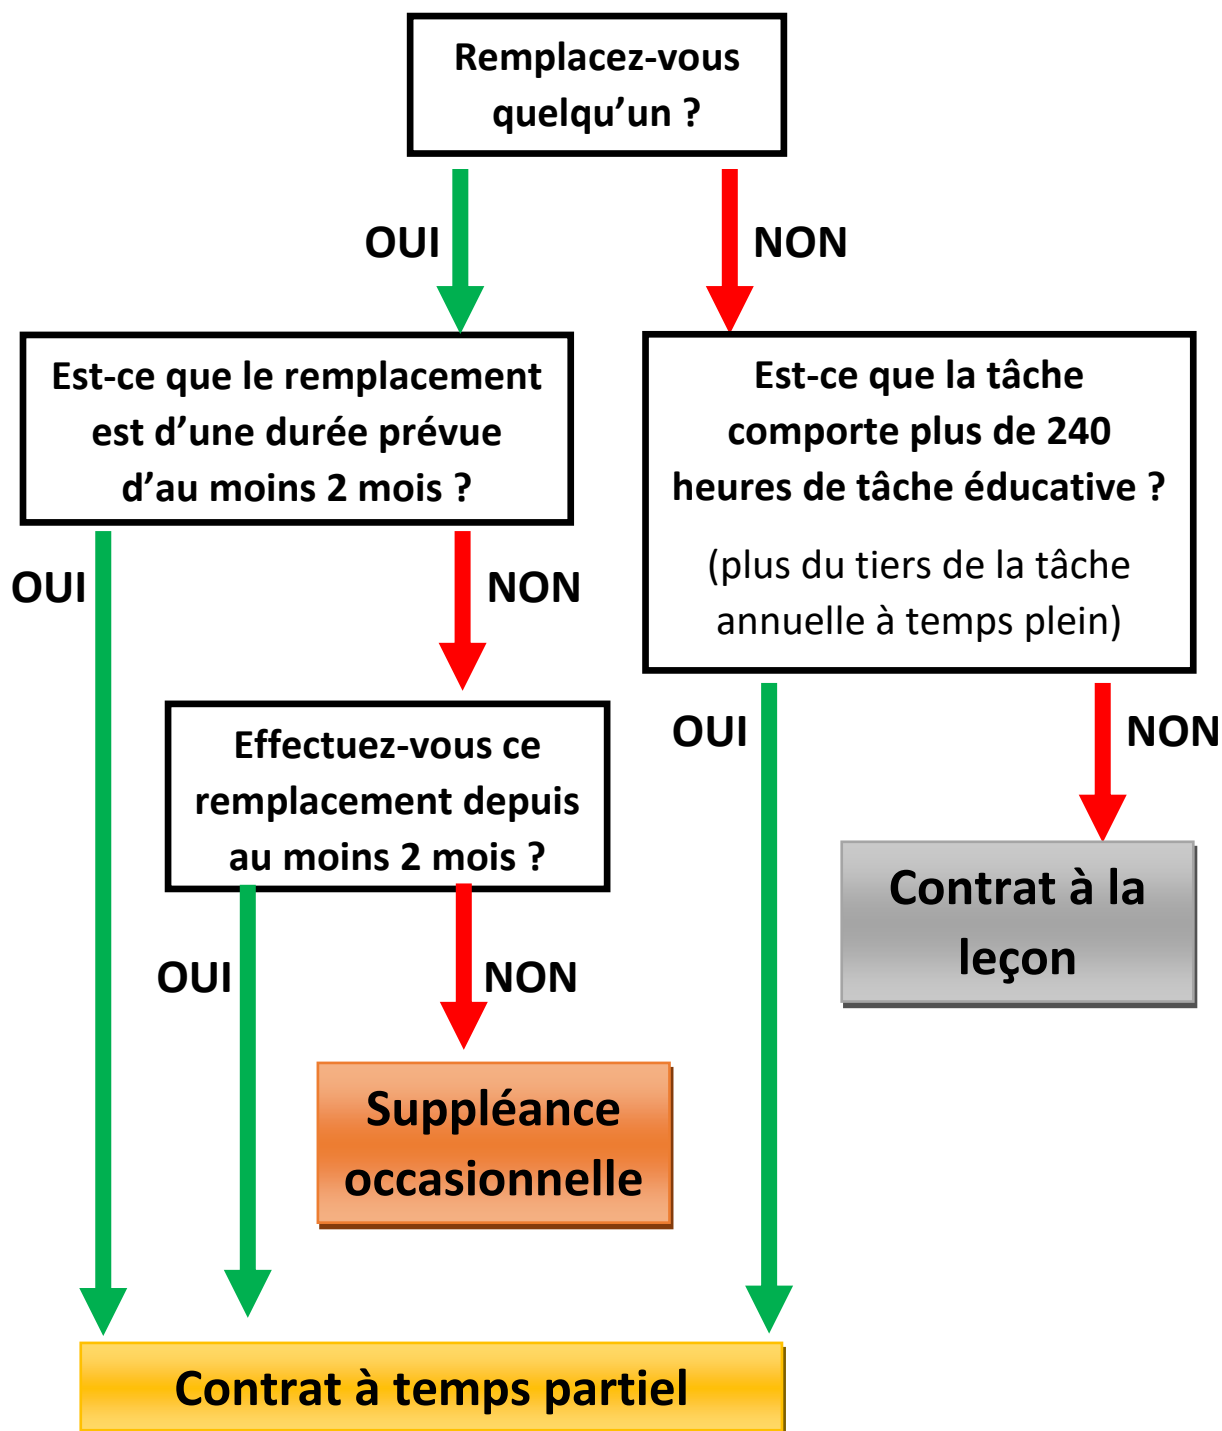 Remplacez-vous
quelqu’un ?
OUI
NON
Est-ce que le remplacement
est d’une durée prévue
d’au moins 2 mois ?
Est-ce que la tâche
comporte plus de 240
heures de tâche éducative ?
(plus du tiers de la tâche
annuelle à temps plein)
OUI
NON
OUI
NON
Effectuez-vous ce
remplacement depuis
au moins 2 mois ?
Contrat à la
leçon
OUI
NON
Suppléance
occasionnelle
Contrat à temps partiel